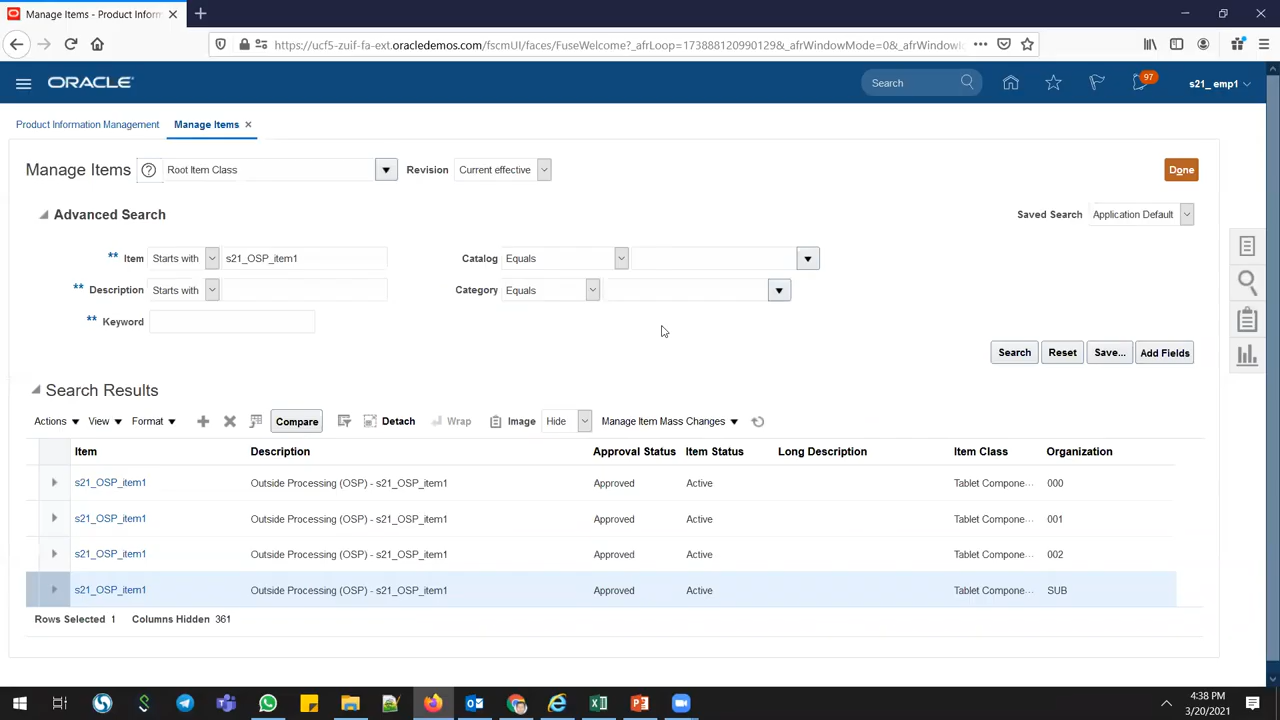 Manage Items - Product Inform
https://ucf5-zuif-fa-ext.oracledemos.com/fscmUI/faces/FuseWelcome?_afrLoop=173888120990129&_afrWindowMode=0&_afrWindowI
ORACLE
Search
97
s21_ emp1
Product Information Management
Manage Items
Manage Items
Root Item Class
Revision
Current effective
Done
Advanced Search
Saved Search
Application Default
** Item
Starts with
s21_OSP_item1
Catalog
Equals
** Description
Starts with
Category
Equals
** Keyword
Search
Reset
Save...
Add Fields
Search Results
Actions
View
Format
Compare
Detach
Wrap
Image
Hide
Manage Item Mass Changes
Item Description Approval Status Item Status Long Description Item Class Organization
s21_OSP_item1 Outside Processing (OSP) - s21_OSP_item1 Approved Active Tablet Compone... 000
s21_OSP_item1 Outside Processing (OSP) - s21_OSP_item1 Approved Active Tablet Compone... 001
s21_OSP_item1 Outside Processing (OSP) - s21_OSP_item1 Approved Active Tablet Compone... 002
s21_OSP_item1 Outside Processing (OSP) - s21_OSP_item1 Approved Active Tablet Compone... SUB
Rows Selected 1 Columns Hidden 361
4:38 PM
3/20/2021